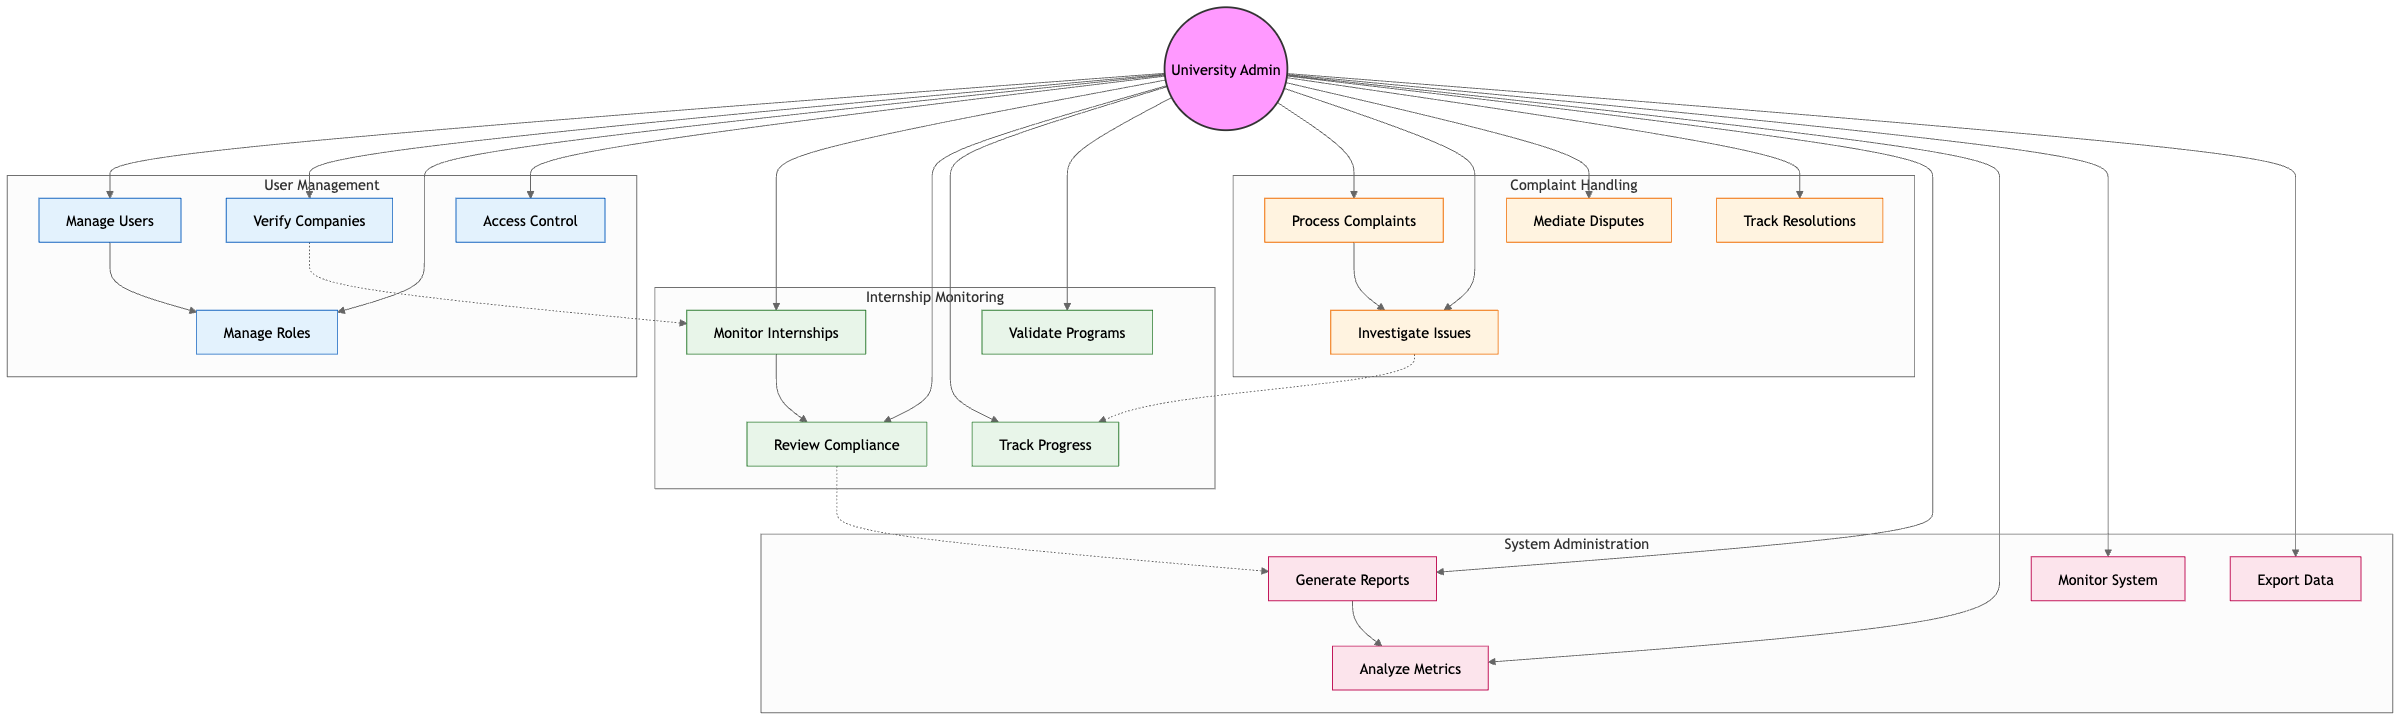 University Admin
User Management
Manage Users
Verify Companies
Access Control
Manage Roles
Complaint Handling
Process Complaints
Mediate Disputes
Track Resolutions
Investigate Issues
Internship Monitoring
Monitor Internships
Validate Programs
Review Compliance
Track Progress
System Administration
Generate Reports
Monitor System
Export Data
Analyze Metrics